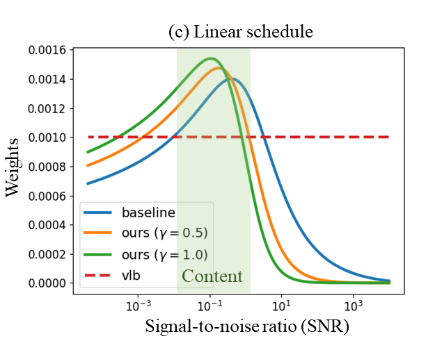 (c) Linear schedule
0.0016
0.0014
0.0012
0.0010
0.0008
0.0006
0.0004
0.0002
0.0000
Weights
baseline
ours (γ = 0.5)
ours (γ = 1.0)
vlb
Content
10⁻³ 10⁻¹ 10¹ 10³
Signal-to-noise ratio (SNR)